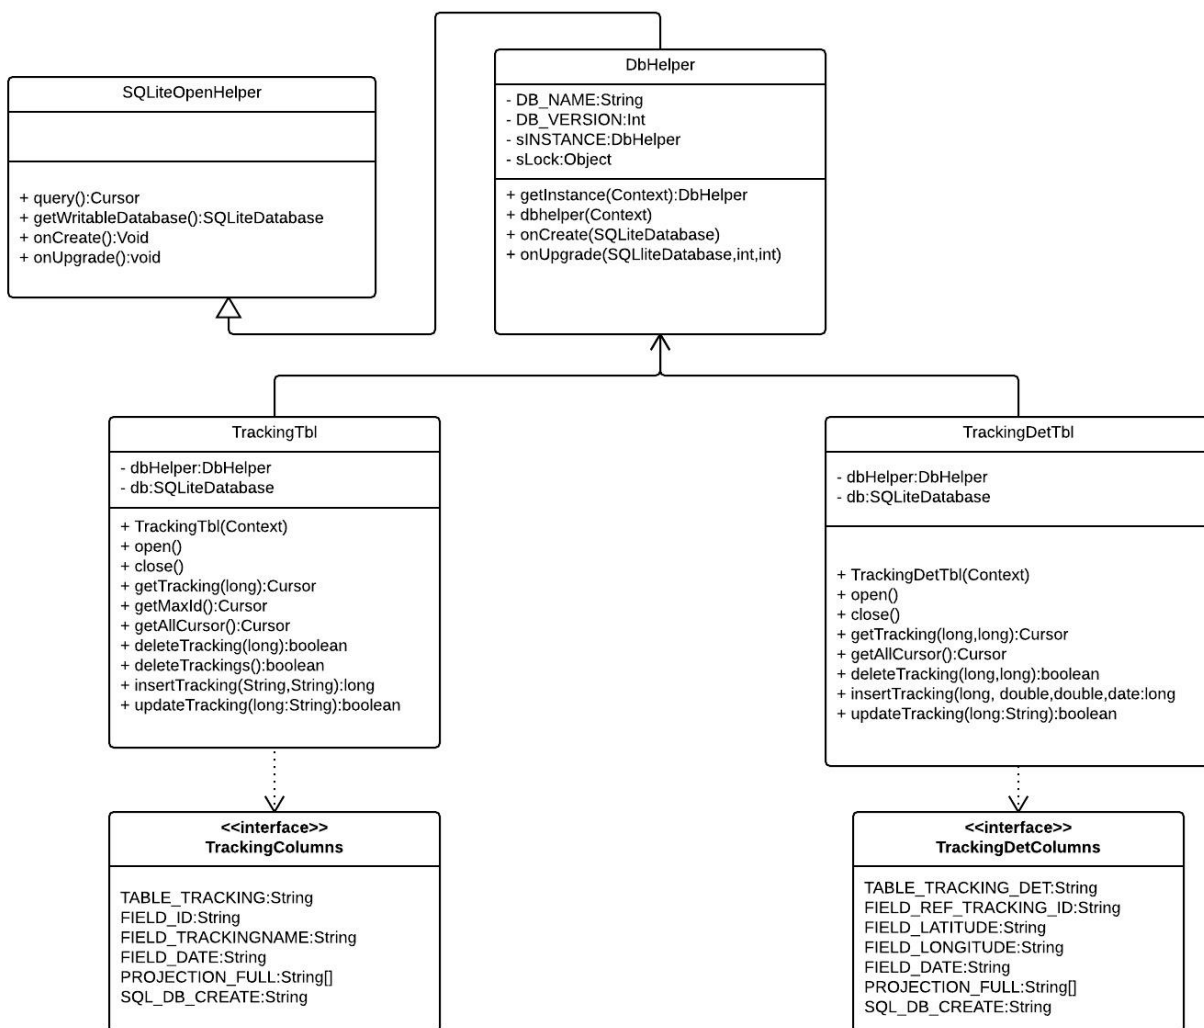 SQLiteOpenHelper
+ query():Cursor
+ getWritableDatabase():SQLiteDatabase
+ onCreate():Void
+ onUpgrade():void
DbHelper
- DB_NAME:String
- DB_VERSION:Int
- sINSTANCE:DbHelper
- sLock:Object
+ getInstance(Context):DbHelper
+ dbhelper(Context)
+ onCreate(SQLiteDatabase)
+ onUpgrade(SQLliteDatabase,int,int)
TrackingTbl
- dbHelper:DbHelper
- db:SQLiteDatabase
+ TrackingTbl(Context)
+ open()
+ close()
+ getTracking(long):Cursor
+ getMaxId():Cursor
+ getAllCursor():Cursor
+ deleteTracking(long):boolean
+ deleteTrackings():boolean
+ insertTracking(String,String):long
+ updateTracking(long:String):boolean
TrackingDetTbl
- dbHelper:DbHelper
- db:SQLiteDatabase
+ TrackingDetTbl(Context)
+ open()
+ close()
+ getTracking(long,long):Cursor
+ getAllCursor():Cursor
+ deleteTracking(long,long):boolean
+ insertTracking(long, double,double,date:long
+ updateTracking(long:String):boolean
<<interface>>
TrackingColumns
TABLE_TRACKING:String
FIELD_ID:String
FIELD_TRACKINGNAME:String
FIELD_DATE:String
PROJECTION_FULL:String[]
SQL_DB_CREATE:String
<<interface>>
TrackingDetColumns
TABLE_TRACKING_DET:String
FIELD_REF_TRACKING_ID:String
FIELD_LATITUDE:String
FIELD_LONGITUDE:String
FIELD_DATE:String
PROJECTION_FULL:String[]
SQL_DB_CREATE:String